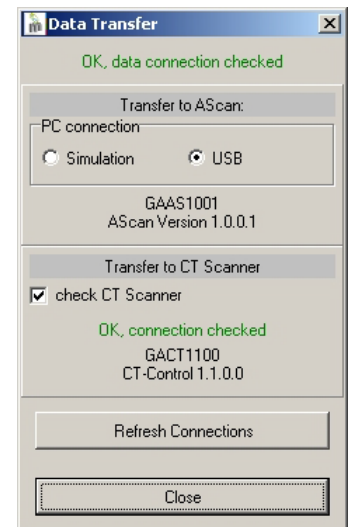 Data Transfer
OK, data connection checked
Transfer to AScan:
PC connection
Simulation
USB
GAAS1001
AScan Version 1.0.0.1
Transfer to CT Scanner
check CT Scanner
OK, connection checked
GACT1100
CT-Control 1.1.0.0
Refresh Connections
Close